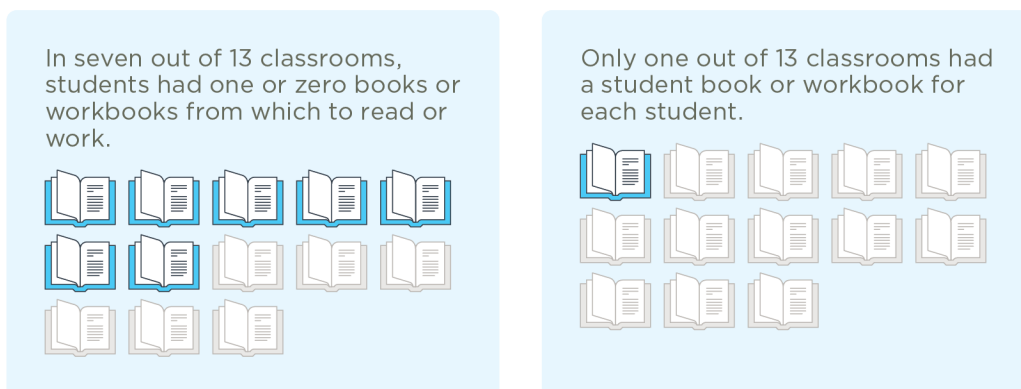 In seven out of 13 classrooms,
students had one or zero books or
workbooks from which to read or
work.
Only one out of 13 classrooms had
a student book or workbook for
each student.